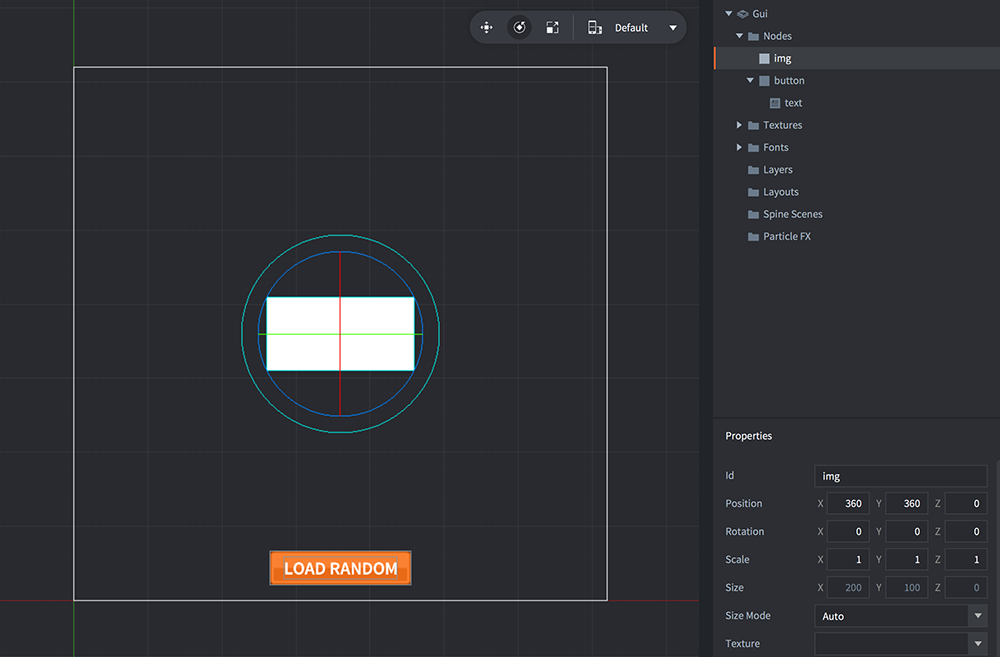 Default
LOAD RANDOM
Gui
Nodes
img
button
text
Textures
Fonts
Layers
Layouts
Spine Scenes
Particle FX
Properties
Id img
Position X 360 Y 360 Z 0
Rotation X 0 Y 0 Z 0
Scale X 1 Y 1 Z 1
Size X 200 Y 100 Z 0
Size Mode Auto
Texture